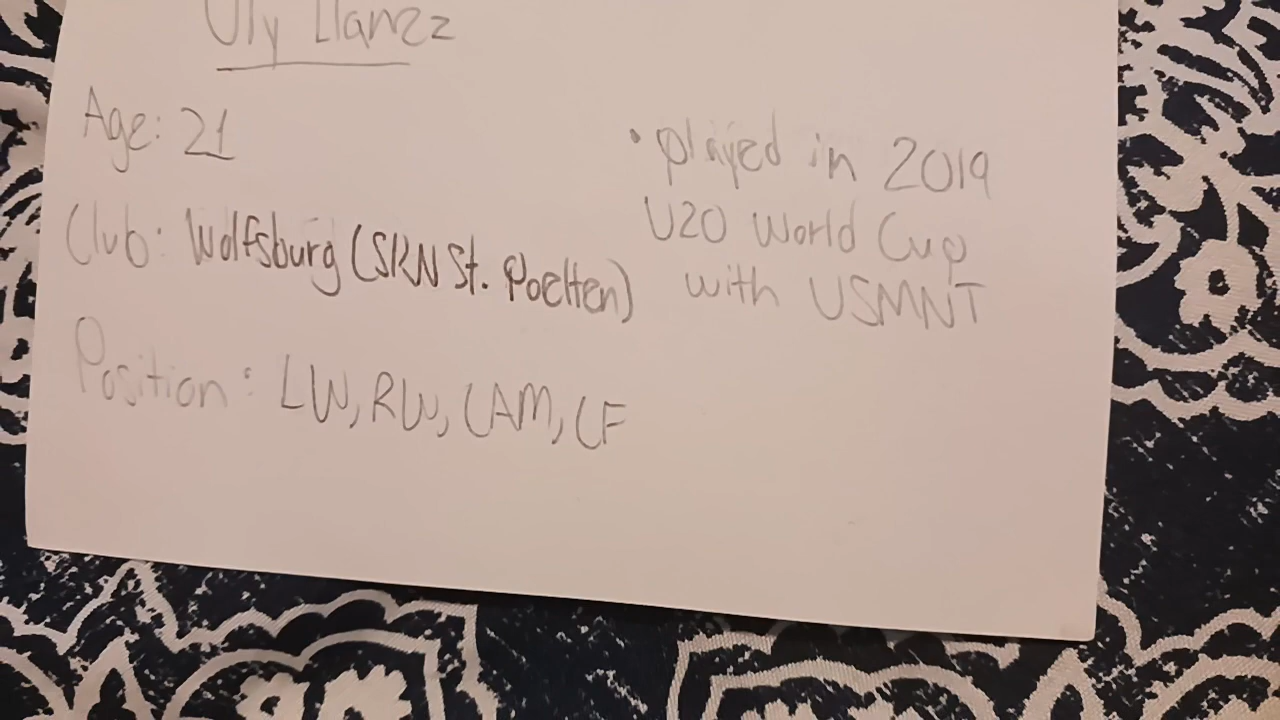 Uly Llanez
Age: 21
Club: Wolfsburg (SKN St. Poelten)
Position: LW, RW, CAM, CF
• played in 2019
U20 World Cup
with USMNT